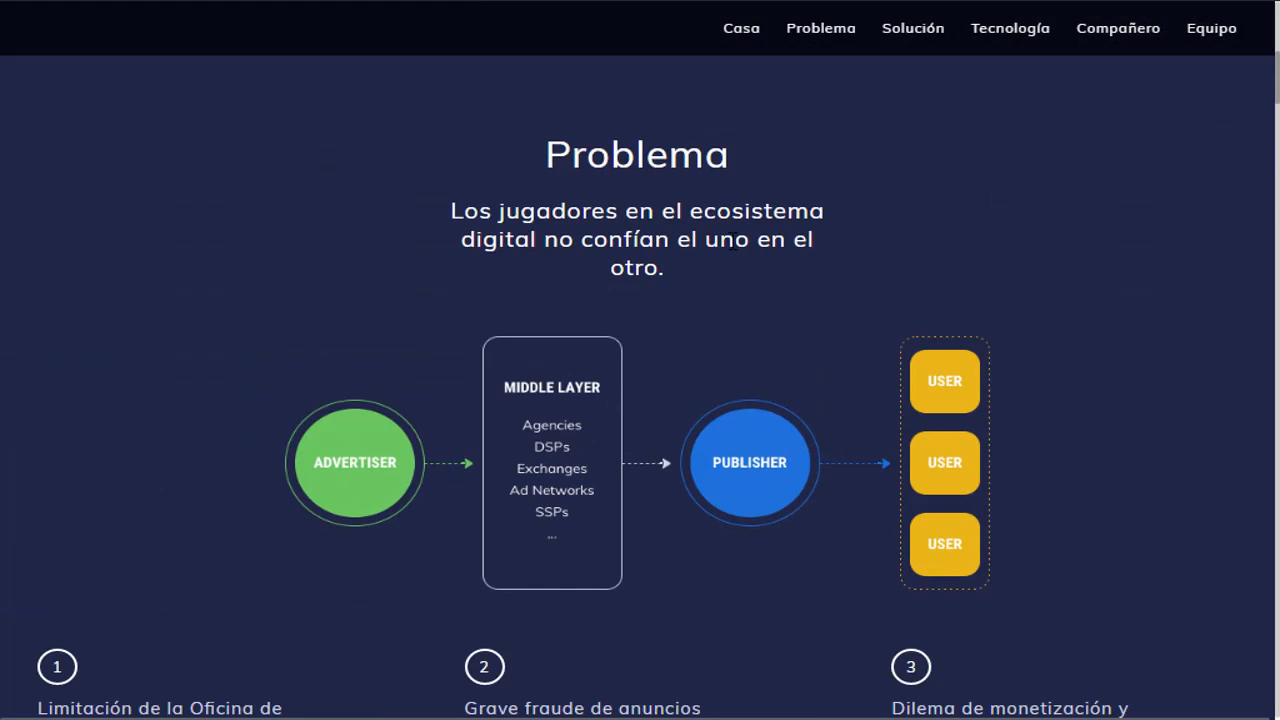 Casa Problema Solución Tecnología Compañero Equipo
Problema
Los jugadores en el ecosistema
digital no confían el uno en el
otro.
ADVERTISER
MIDDLE LAYER
Agencies
DSPs
Exchanges
Ad Networks
SSPs
...
PUBLISHER
USER
USER
USER
1
Limitación de la Oficina de
2
Grave fraude de anuncios
3
Dilema de monetización y